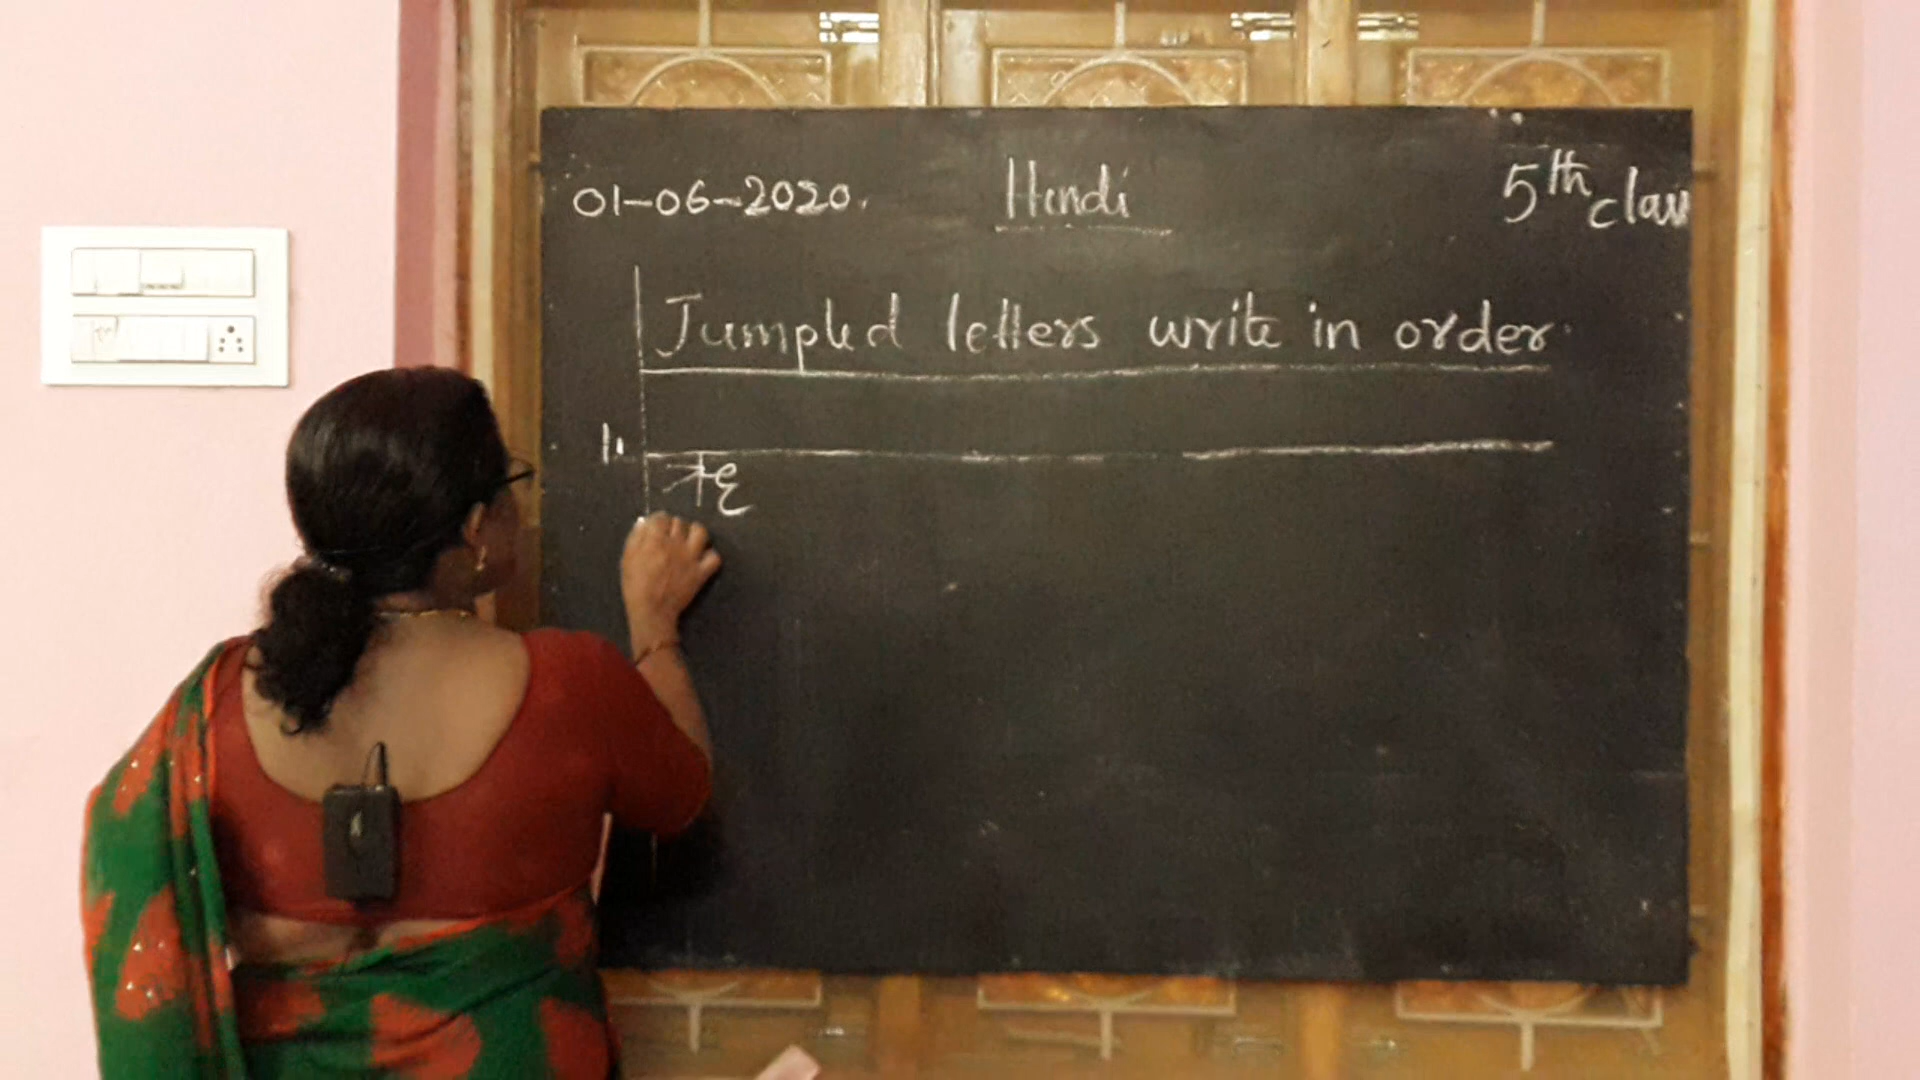 01-06-2020.
Hindi
5th class
Jumpled letters write in order.
1. ऋ